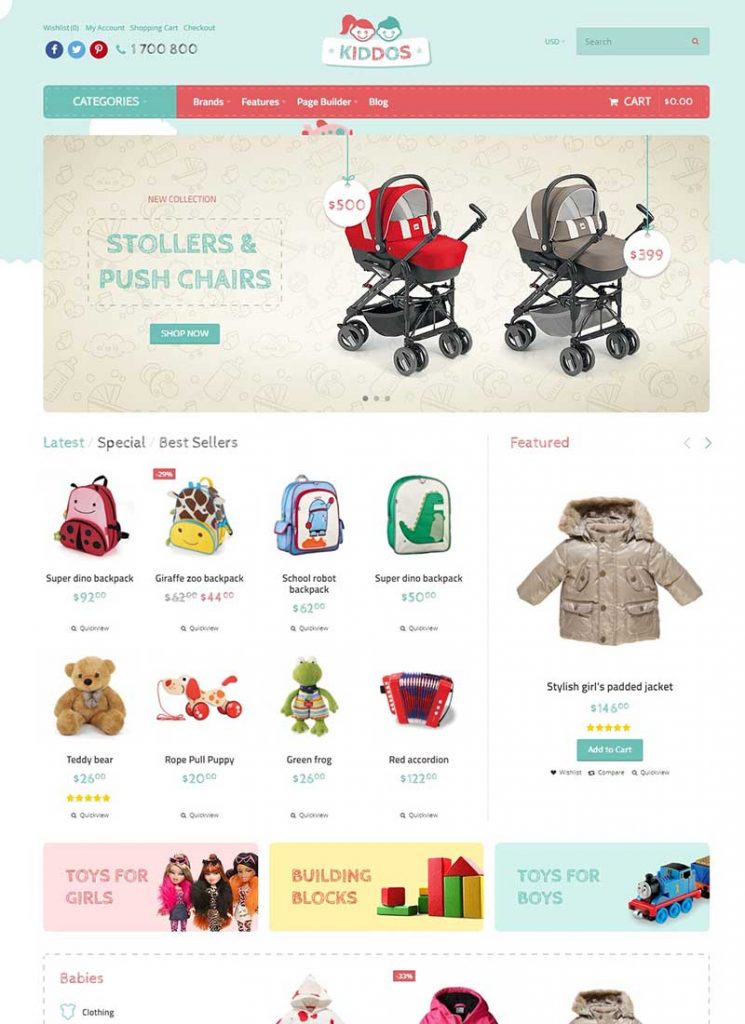 Wishlist (0) My Account Shopping Cart Checkout
1 700 800
KIDDOS
USD
Search
CATEGORIES
Brands Features Page Builder Blog
CART $0.00
NEW COLLECTION
STOLLERS &
PUSH CHAIRS
SHOP NOW
$500
$399
Latest / Special / Best Sellers
Featured
-29%
Super dino backpack
$92.00
Quickview
Giraffe zoo backpack
$62.00 $44.00
Quickview
School robot
backpack
$62.00
Quickview
Super dino backpack
$50.00
Quickview
Teddy bear
$26.00
Quickview
Rope Pull Puppy
$20.00
Quickview
Green frog
$26.00
Quickview
Red accordion
$122.00
Quickview
Stylish girl's padded jacket
$146.00
Add to Cart
Wishlist Compare Quickview
TOYS FOR
GIRLS
BUILDING
BLOCKS
TOYS FOR
BOYS
Babies
Clothing
-33%